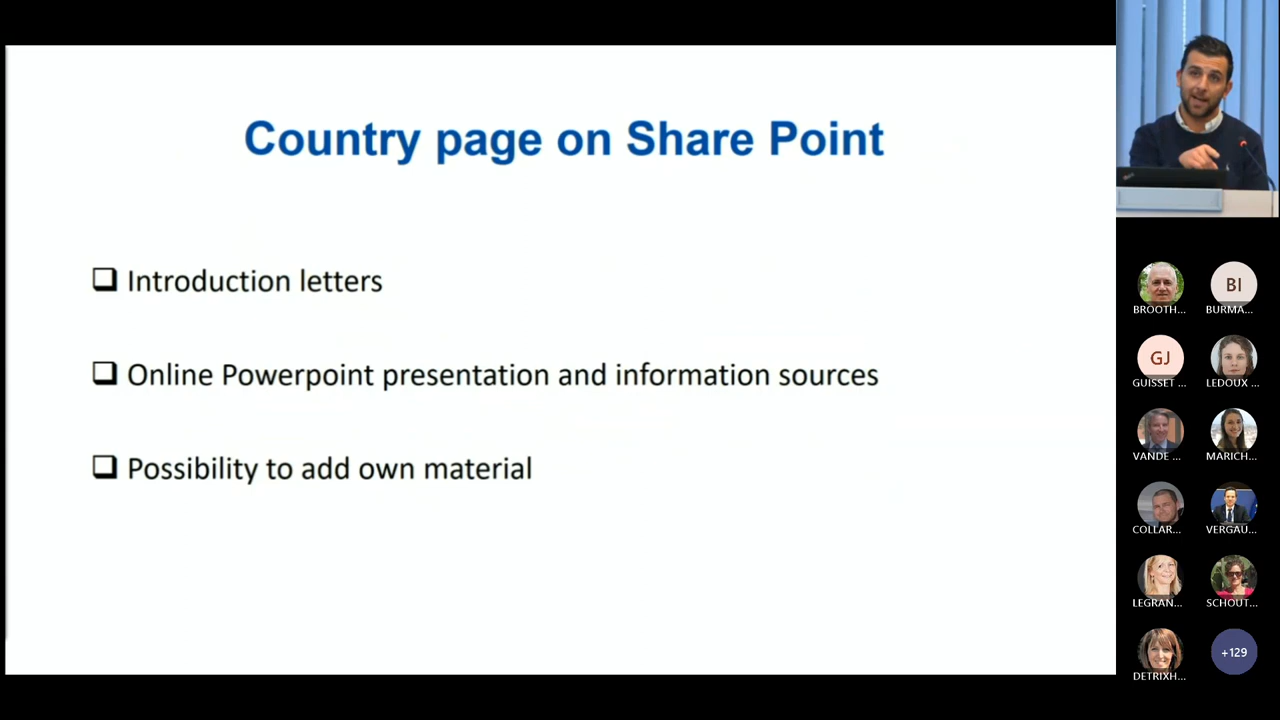 Country page on Share Point
❑ Introduction letters
❑ Online Powerpoint presentation and information sources
❑ Possibility to add own material
BROOTH...
BI
BURMA...
GJ
GUISSET ...
LEDOUX ...
VANDE ...
MARICH...
COLLAR...
VERGAU...
LEGRAN...
SCHOUT...
DETRIXH...
+129